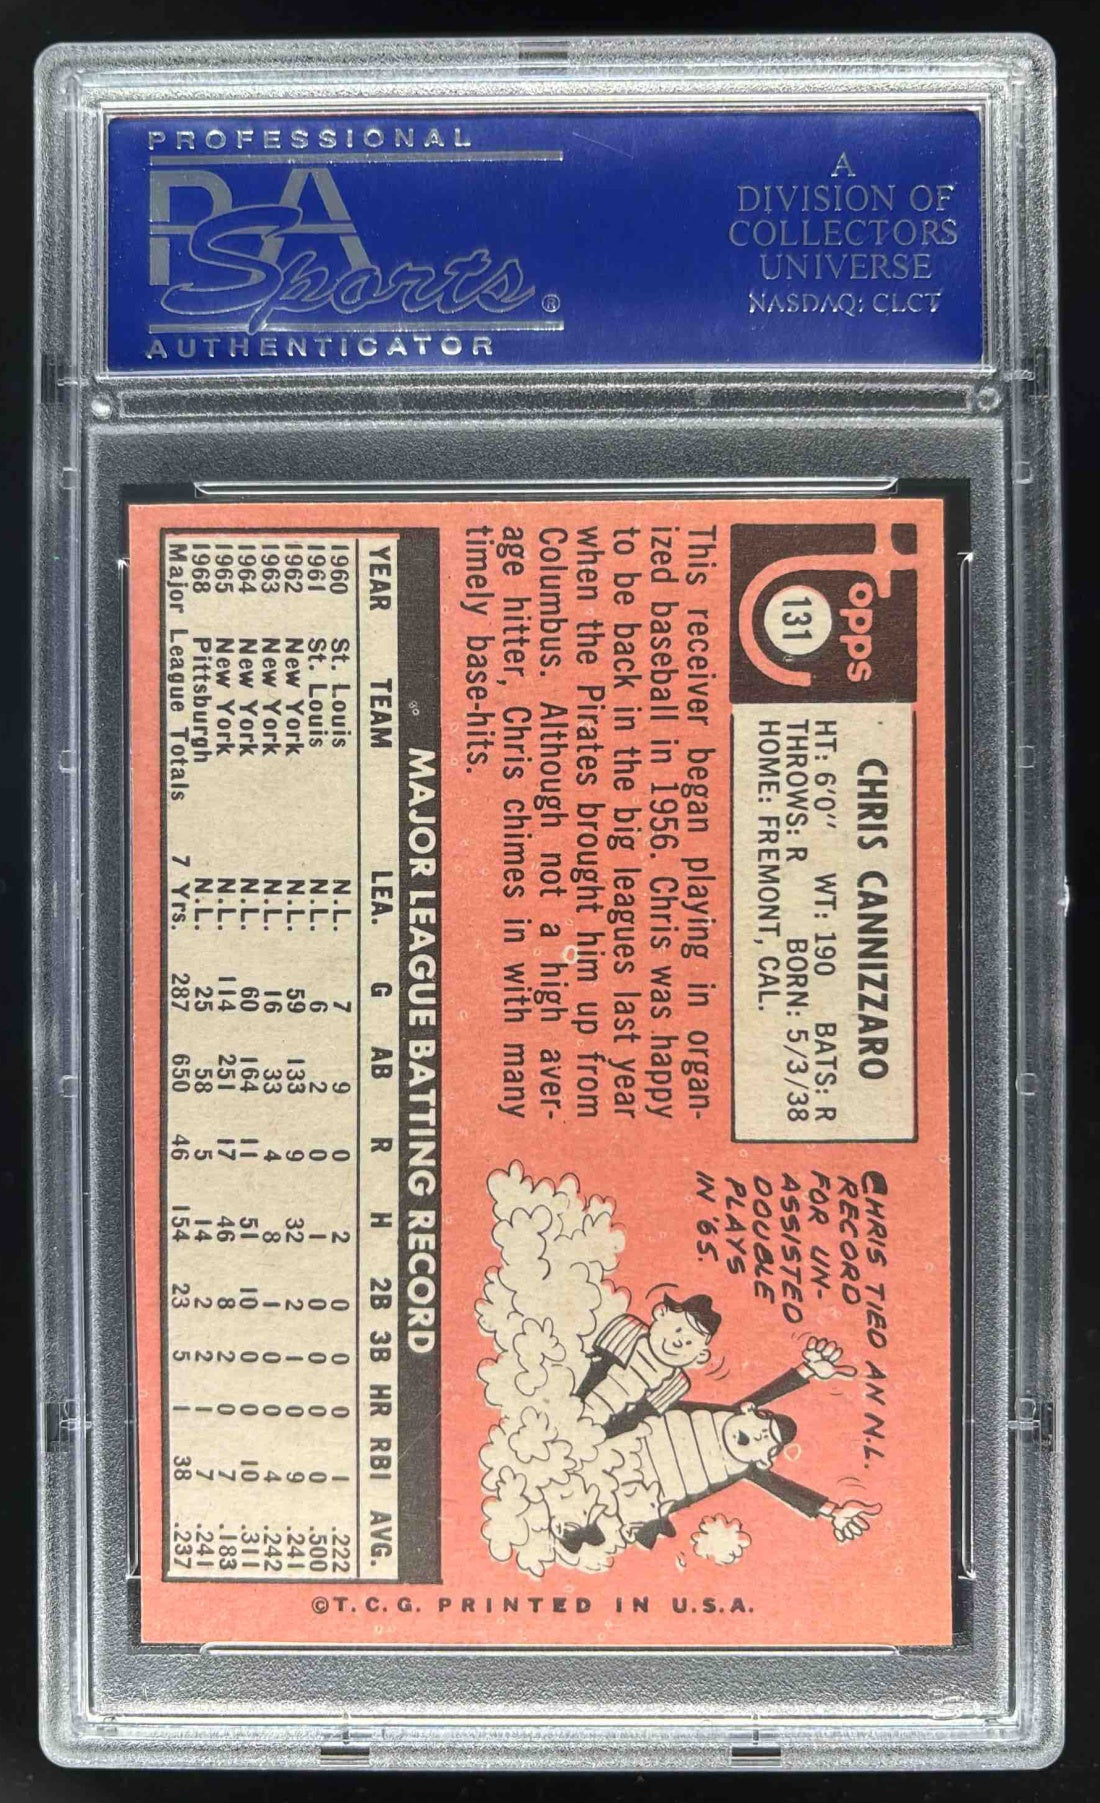 PROFESSIONAL
PSA
Sports®
AUTHENTICATOR
A
DIVISION OF
COLLECTORS
UNIVERSE
NASDAQ: CLCT
Topps
131
CHRIS CANNIZZARO
HT: 6'0" WT: 190 BATS: R
THROWS: R BORN: 5/3/38
HOME: FREMONT, CAL.
This receiver began playing in organ-
ized baseball in 1956. Chris was happy
to be back in the big leagues last year
when the Pirates brought him up from
Columbus. Although not a high aver-
age hitter, Chris chimes in with many
timely base-hits.
CHRIS TIED AN N.L.
RECORD
FOR UN-
ASSISTED
DOUBLE
PLAYS
IN '65.
MAJOR LEAGUE BATTING RECORD
YEAR TEAM LEA. G AB R H 2B 3B HR RBI AVG.
1960 St. Louis N.L. 7 9 0 2 0 0 0 1 .222
1961 St. Louis N.L. 6 2 0 1 0 0 0 0 .500
1962 New York N.L. 59 133 9 32 2 1 0 9 .241
1963 New York N.L. 16 33 4 8 1 0 0 4 .242
1964 New York N.L. 60 164 11 51 10 0 0 10 .311
1965 New York N.L. 114 251 17 46 8 2 0 7 .183
1968 Pittsburgh N.L. 25 58 5 14 2 2 1 7 .241
Major League Totals 7 Yrs. 287 650 46 154 23 5 1 38 .237
©T.C.G. PRINTED IN U.S.A.